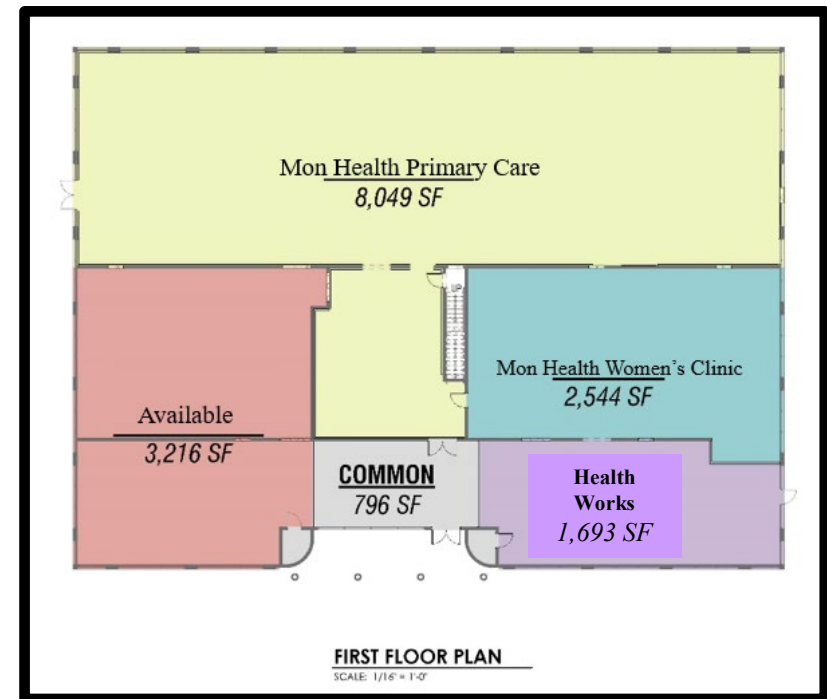 Mon Health Primary Care
8,049 SF
UP
Mon Health Women's Clinic
2,544 SF
Available
3,216 SF
COMMON
796 SF
Health
Works
1,693 SF
FIRST FLOOR PLAN
SCALE: 1/16" = 1'-0"